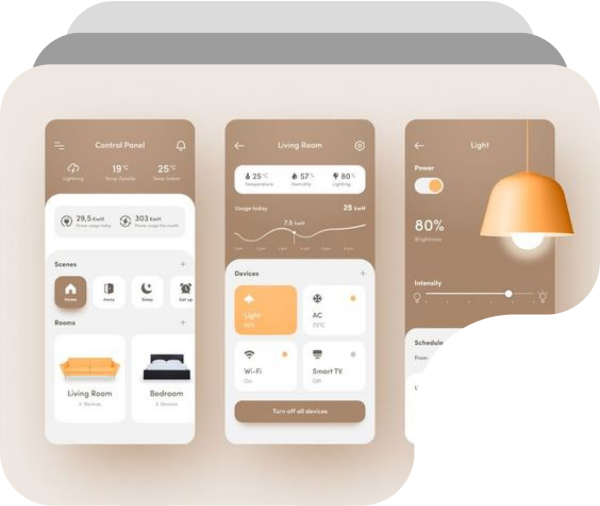 Control Panel
19°C
25°C
Lightning
Temp Outside
Temp Indoor
29,5 KwH
Power usage today
303 KwH
Power usage this month
Scenes
+
Home
Away
Sleep
Get up
Rooms
+
Living Room
4 Devices
Bedroom
Devices
Living Room
25°C
Temperature
57%
Humidity
80%
Lighting
Usage today
25 KwH
7,5 KwH
Devices
+
Light
80%
AC
Wi-Fi
On
Smart TV
Off
Turn off all devices
Light
Power
80%
Brightness
Intensity
Schedule
From